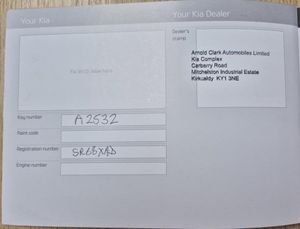 Your Kia
Your Kia Dealer
Dealer's
stamp
Arnold Clark Automobiles Limited
Kia Complex
Carberry Road
Mitchelston Industrial Estate
Kirkcaldy KY1 3NE
Key number
A2532
Paint code
Registration number
Engine number